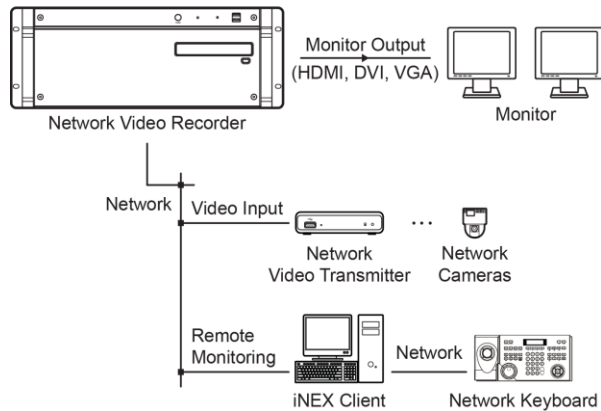 Monitor Output
(HDMI, DVI, VGA)
Monitor
Network Video Recorder
Network
Video Input
Network
Video Transmitter
...
Network
Cameras
Remote
Monitoring
Network
iNEX Client
Network Keyboard